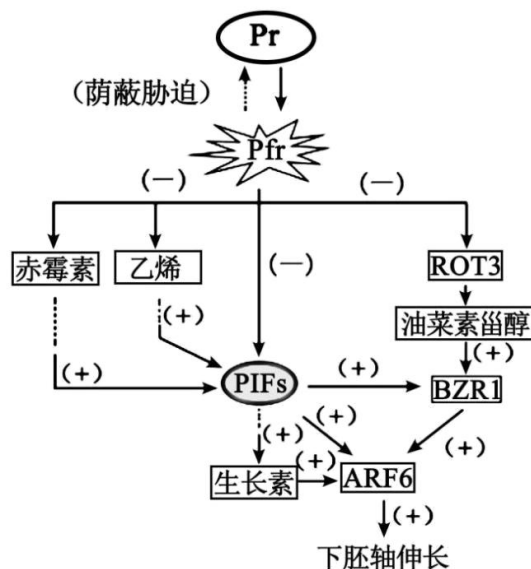 Pr
(荫蔽胁迫)
Pfr
(—) (—)
赤霉素 乙烯 (—) ROT3
(+) 油菜素甾醇
(+) PIFs (+) (+) BZR1
(+) (+) (+)
生长素 (+) ARF6
(+)
下胚轴伸长